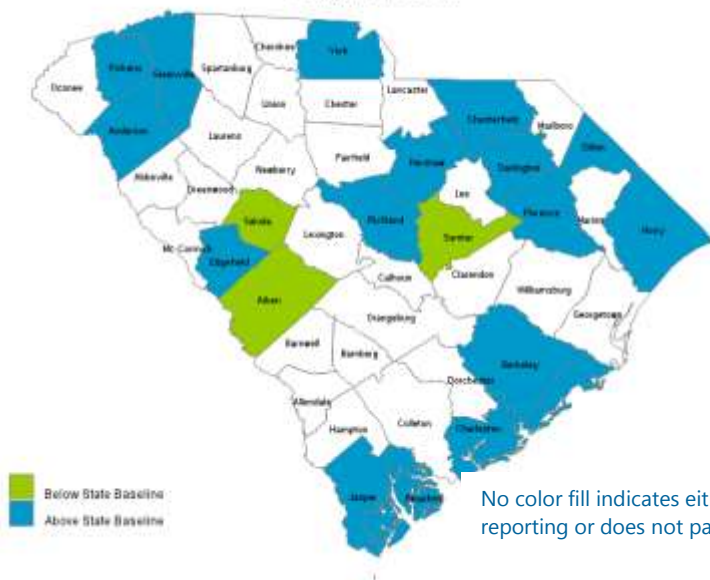 Cherokee
York
Pickens
Greenville
Spartanburg
Oconee
Union
Chester
Lancaster
Chesterfield
Marlboro
Anderson
Laurens
Dillon
Fairfield
Kershaw
Darlington
Newberry
Abbeville
Greenwood
Lee
Marion
Saluda
Richland
Florence
Horry
Lexington
Sumter
Mc Cormick
Edgefield
Calhoun
Clarendon
Aiken
Williamsburg
Orangeburg
Georgetown
Barnwell
Bamberg
Berkeley
Dorchester
Allendale
Colleton
Hampton
Charleston
Jasper
Beaufort
Below State Baseline
Above State Baseline
No color fill indicates eit
reporting or does not pa